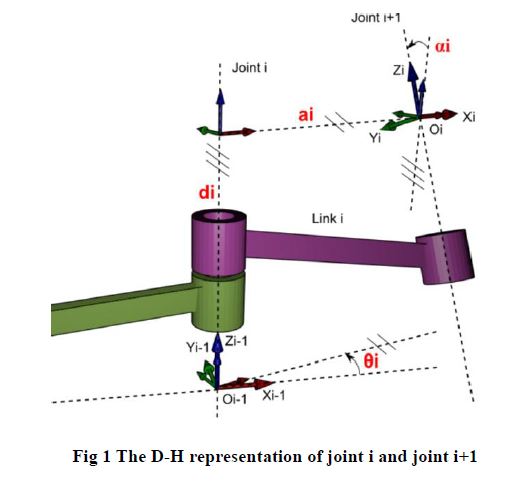 Joint i+1
αi
Joint i
Zi
ai
Xi
Oi
Yi
di
Link i
Yi-1
Zi-1
θi
Oi-1
Xi-1
Fig 1 The D-H representation of joint i and joint i+1